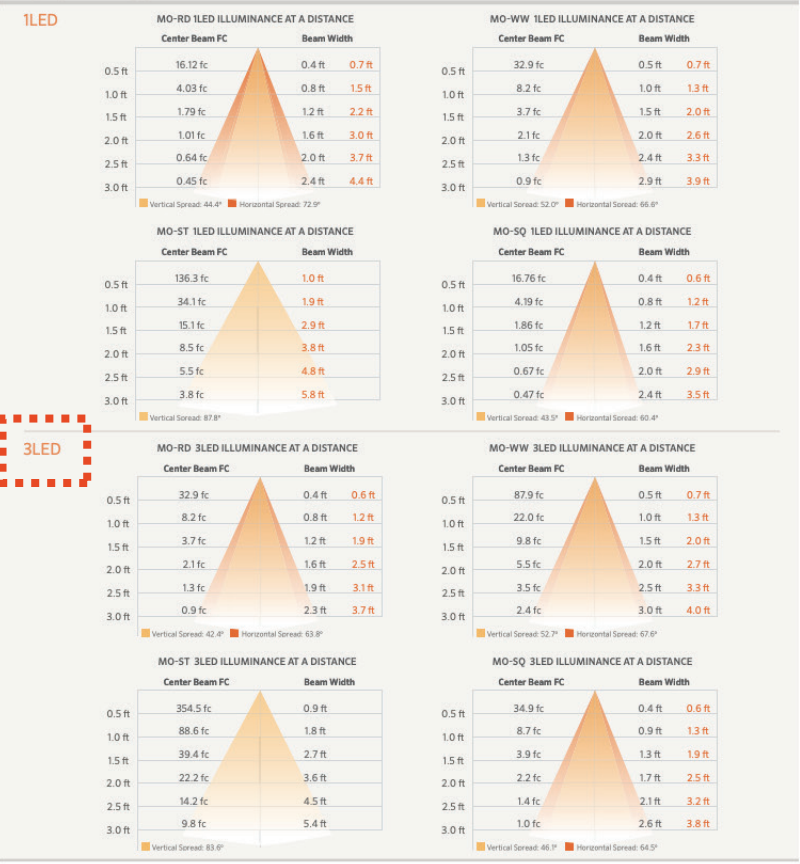 1LED
MO-RD 1LED ILLUMINANCE AT A DISTANCE
Center Beam FC Beam Width
0.5 ft 16.12 fc 0.4 ft 0.7 ft
1.0 ft 4.03 fc 0.8 ft 1.5 ft
1.5 ft 1.79 fc 1.2 ft 2.2 ft
2.0 ft 1.01 fc 1.6 ft 3.0 ft
2.5 ft 0.64 fc 2.0 ft 3.7 ft
3.0 ft 0.45 fc 2.4 ft 4.4 ft
Vertical Spread: 44.4° Horizontal Spread: 72.9°
MO-WW 1LED ILLUMINANCE AT A DISTANCE
Center Beam FC Beam Width
0.5 ft 32.9 fc 0.5 ft 0.7 ft
1.0 ft 8.2 fc 1.0 ft 1.3 ft
1.5 ft 3.7 fc 1.5 ft 2.0 ft
2.0 ft 2.1 fc 2.0 ft 2.6 ft
2.5 ft 1.3 fc 2.4 ft 3.3 ft
3.0 ft 0.9 fc 2.9 ft 3.9 ft
Vertical Spread: 52.0° Horizontal Spread: 66.6°
MO-ST 1LED ILLUMINANCE AT A DISTANCE
Center Beam FC Beam Width
0.5 ft 136.3 fc 1.0 ft
1.0 ft 34.1 fc 1.9 ft
1.5 ft 15.1 fc 2.9 ft
2.0 ft 8.5 fc 3.8 ft
2.5 ft 5.5 fc 4.8 ft
3.0 ft 3.8 fc 5.8 ft
Vertical Spread: 87.8°
MO-SQ 1LED ILLUMINANCE AT A DISTANCE
Center Beam FC Beam Width
0.5 ft 16.76 fc 0.4 ft 0.6 ft
1.0 ft 4.19 fc 0.8 ft 1.2 ft
1.5 ft 1.86 fc 1.2 ft 1.7 ft
2.0 ft 1.05 fc 1.6 ft 2.3 ft
2.5 ft 0.67 fc 2.0 ft 2.9 ft
3.0 ft 0.47 fc 2.4 ft 3.5 ft
Vertical Spread: 43.5° Horizontal Spread: 60.4°
3LED
MO-RD 3LED ILLUMINANCE AT A DISTANCE
Center Beam FC Beam Width
0.5 ft 32.9 fc 0.4 ft 0.6 ft
1.0 ft 8.2 fc 0.8 ft 1.2 ft
1.5 ft 3.7 fc 1.2 ft 1.9 ft
2.0 ft 2.1 fc 1.6 ft 2.5 ft
2.5 ft 1.3 fc 1.9 ft 3.1 ft
3.0 ft 0.9 fc 2.3 ft 3.7 ft
Vertical Spread: 42.4° Horizontal Spread: 63.8°
MO-WW 3LED ILLUMINANCE AT A DISTANCE
Center Beam FC Beam Width
0.5 ft 87.9 fc 0.5 ft 0.7 ft
1.0 ft 22.0 fc 1.0 ft 1.3 ft
1.5 ft 9.8 fc 1.5 ft 2.0 ft
2.0 ft 5.5 fc 2.0 ft 2.7 ft
2.5 ft 3.5 fc 2.5 ft 3.3 ft
3.0 ft 2.4 fc 3.0 ft 4.0 ft
Vertical Spread: 52.7° Horizontal Spread: 67.6°
MO-ST 3LED ILLUMINANCE AT A DISTANCE
Center Beam FC Beam Width
0.5 ft 354.5 fc 0.9 ft
1.0 ft 88.6 fc 1.8 ft
1.5 ft 39.4 fc 2.7 ft
2.0 ft 22.2 fc 3.6 ft
2.5 ft 14.2 fc 4.5 ft
3.0 ft 9.8 fc 5.4 ft
Vertical Spread: 83.6°
MO-SQ 3LED ILLUMINANCE AT A DISTANCE
Center Beam FC Beam Width
0.5 ft 34.9 fc 0.4 ft 0.6 ft
1.0 ft 8.7 fc 0.9 ft 1.3 ft
1.5 ft 3.9 fc 1.3 ft 1.9 ft
2.0 ft 2.2 fc 1.7 ft 2.5 ft
2.5 ft 1.4 fc 2.1 ft 3.2 ft
3.0 ft 1.0 fc 2.6 ft 3.8 ft
Vertical Spread: 46.1° Horizontal Spread: 64.5°